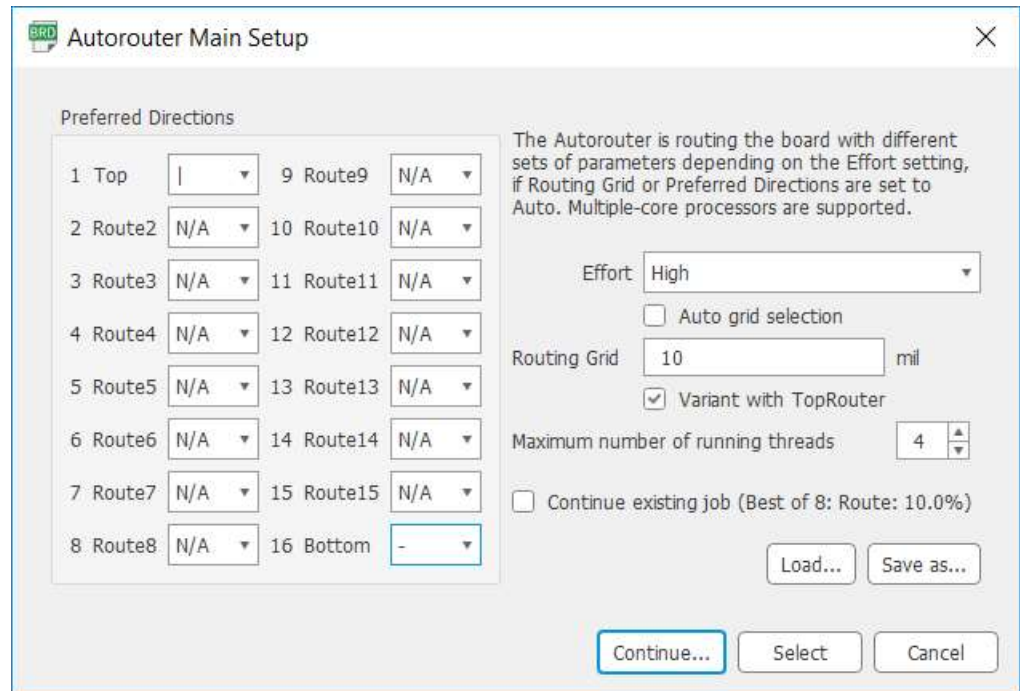 BRD Autorouter Main Setup
Preferred Directions
1 Top | 9 Route9 N/A
2 Route2 N/A 10 Route10 N/A
3 Route3 N/A 11 Route11 N/A
4 Route4 N/A 12 Route12 N/A
5 Route5 N/A 13 Route13 N/A
6 Route6 N/A 14 Route14 N/A
7 Route7 N/A 15 Route15 N/A
8 Route8 N/A 16 Bottom -
The Autorouter is routing the board with different
sets of parameters depending on the Effort setting,
if Routing Grid or Preferred Directions are set to
Auto. Multiple-core processors are supported.
Effort High
Auto grid selection
Routing Grid 10 mil
Variant with TopRouter
Maximum number of running threads 4
Continue existing job (Best of 8: Route: 10.0%)
Load... Save as...
Continue... Select Cancel